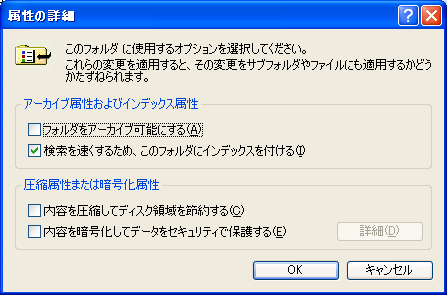 属性の詳細
このフォルダ に使用するオプションを選択してください。
これらの変更を適用すると、その変更をサブフォルダやファイルにも適用するかどう
かたずねられます。
アーカイブ属性およびインデックス属性
フォルダをアーカイブ可能にする(A)
検索を速くするため、このフォルダにインデックスを付ける(I)
圧縮属性または暗号化属性
内容を圧縮してディスク領域を節約する(C)
内容を暗号化してデータをセキュリティで保護する(E)
詳細(D)
OK
キャンセル